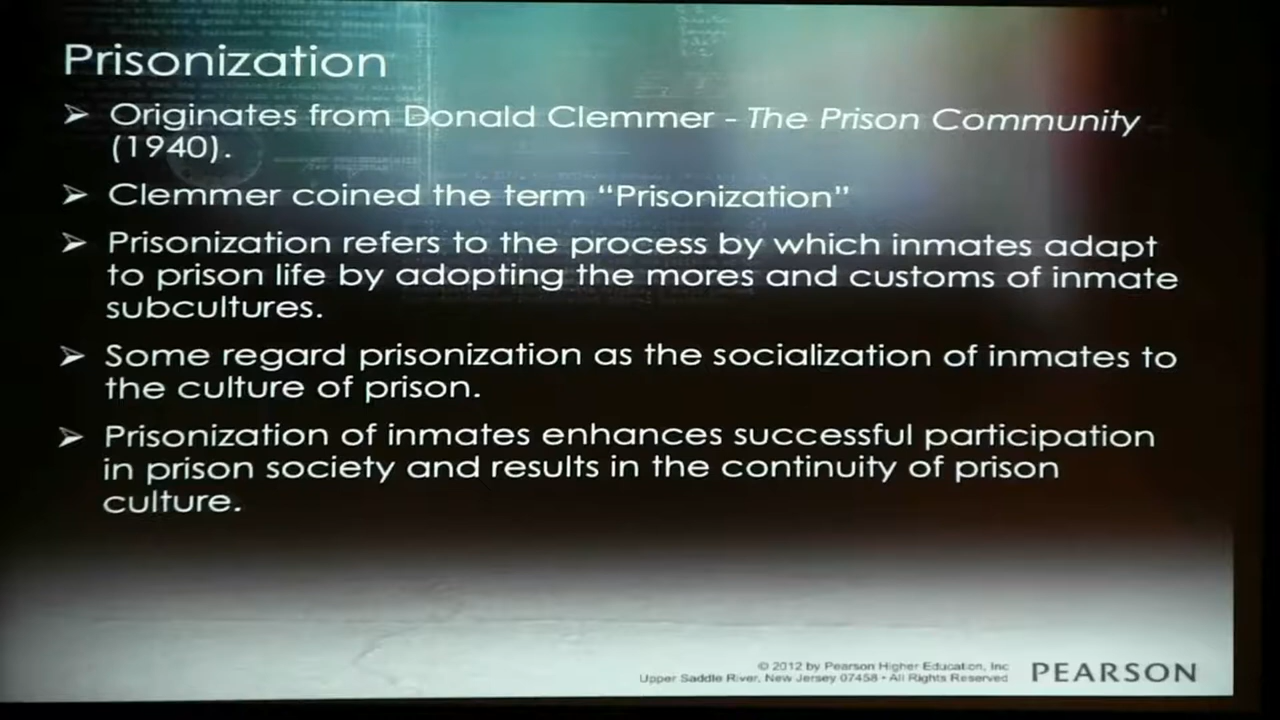 Prisonization
➢ Originates from Donald Clemmer - The Prison Community
(1940).
➢ Clemmer coined the term “Prisonization”
➢ Prisonization refers to the process by which inmates adapt
to prison life by adopting the mores and customs of inmate
subcultures.
➢ Some regard prisonization as the socialization of inmates to
the culture of prison.
➢ Prisonization of inmates enhances successful participation
in prison society and results in the continuity of prison
culture.
© 2012 by Pearson Higher Education, Inc
Upper Saddle River, New Jersey 07458 • All Rights Reserved
PEARSON